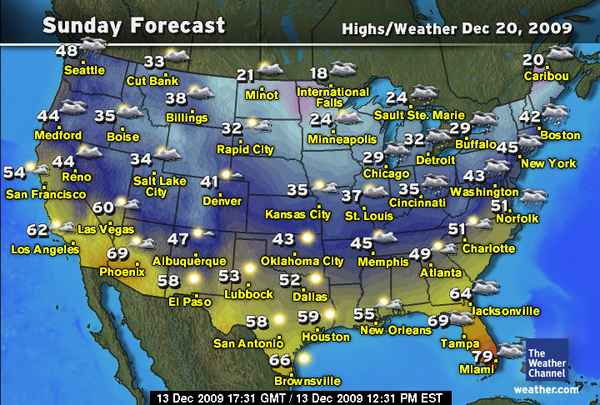 Sunday Forecast
Highs/Weather Dec 20, 2009
48
Seattle
33
Cut Bank
21
Minot
18
International
Falls
20
Caribou
44
Medford
35
Boise
38
Billings
32
Rapid City
24
Minneapolis
24
Sault Ste. Marie
32
Detroit
29
Buffalo
42
Boston
45
New York
54
San Francisco
44
Reno
34
Salt Lake
City
41
Denver
35
Kansas City
37
St. Louis
29
Chicago
35
Cincinnati
43
Washington
51
Norfolk
62
Los Angeles
60
Las Vegas
69
Phoenix
47
Albuquerque
43
Oklahoma City
45
Memphis
49
Atlanta
51
Charlotte
58
El Paso
53
Lubbock
52
Dallas
58
San Antonio
59
Houston
55
New Orleans
64
Jacksonville
69
Tampa
66
Brownsville
79
Miami
The
Weather
Channel
weather.com
13 Dec 2009 17:31 GMT / 13 Dec 2009 12:31 PM EST